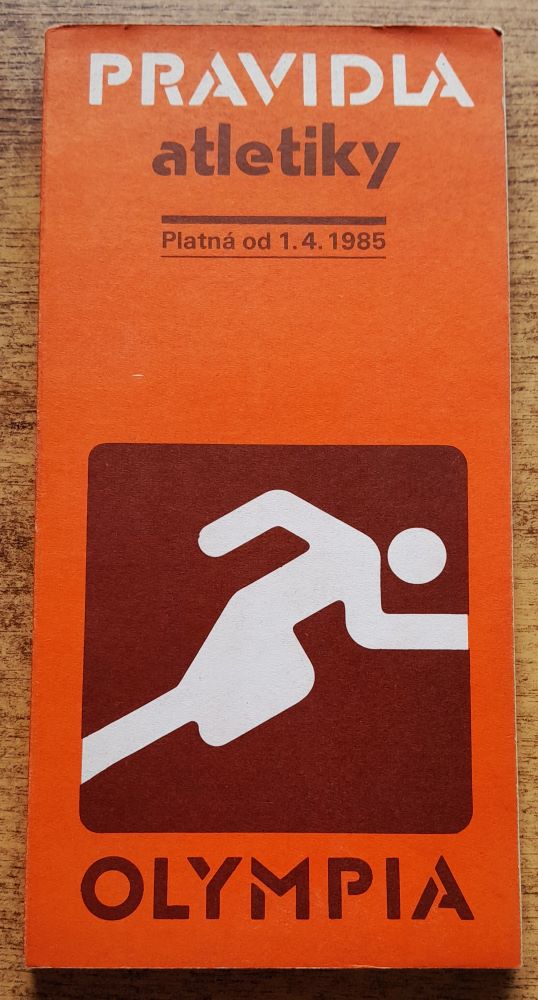 PRAVIDLA
atletiky
Platná od 1.4.1985
OLYMPIA